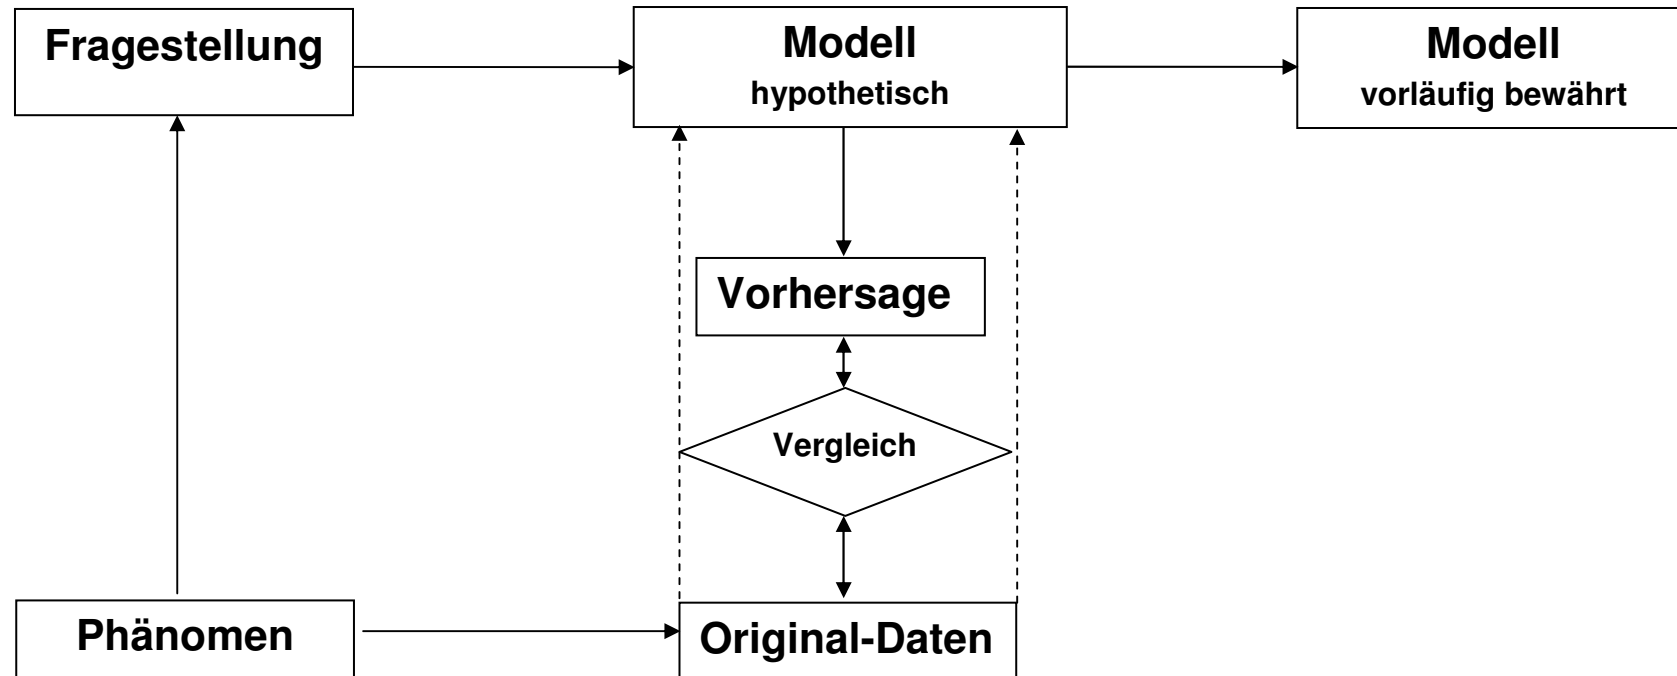 Fragestellung
Modell
hypothetisch
Modell
vorläufig bewährt
Vorhersage
Vergleich
Phänomen
Original-Daten